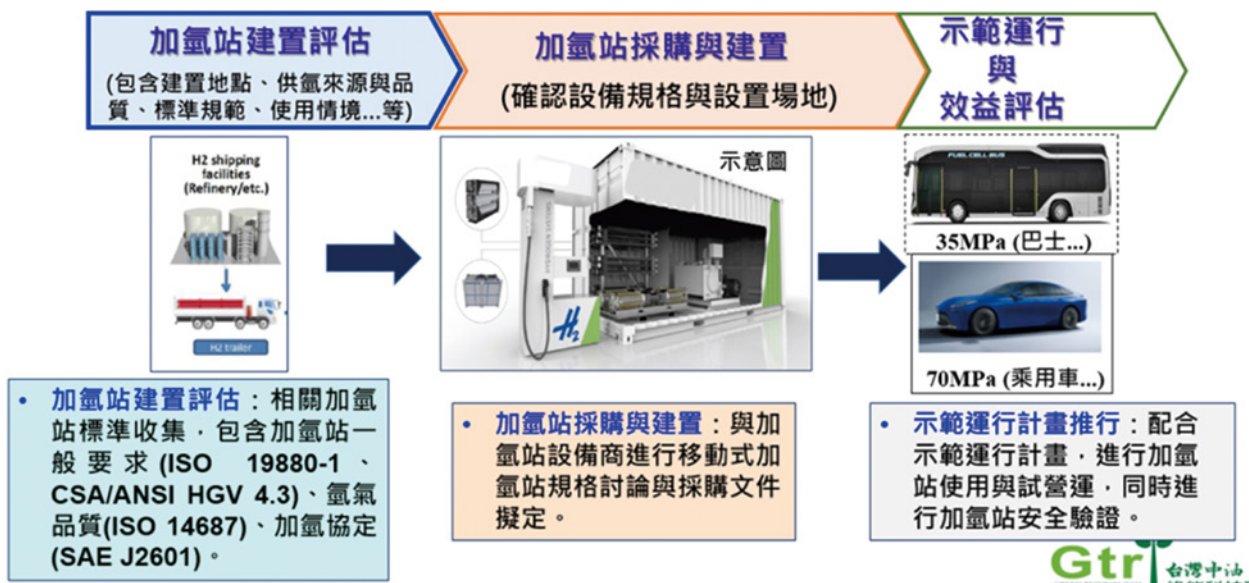 加氫站建置評估
(包含建置地點、供氫來源與品
質、標準規範、使用情境...等)
加氫站採購與建置
(確認設備規格與設置場地)
示範運行
與
效益評估
H2 shipping
facilities
(Refinery/etc.)
H2 trailer
示意圖
H2
FUEL CELL BUS
35MPa (巴士...)
70MPa (乘用車...)
• 加氫站建置評估：相關加氫
站標準收集，包含加氫站一
般要求(ISO 19880-1、
CSA/ANSI HGV 4.3)、氫氣
品質(ISO 14687)、加氫協定
(SAE J2601)。
• 加氫站採購與建置：與加
氫站設備商進行移動式加
氫站規格討論與採購文件
擬定。
• 示範運行計畫推行：配合
示範運行計畫，進行加氫
站使用與試營運，同時進
行加氫站安全驗證。
Gtr
台灣中油